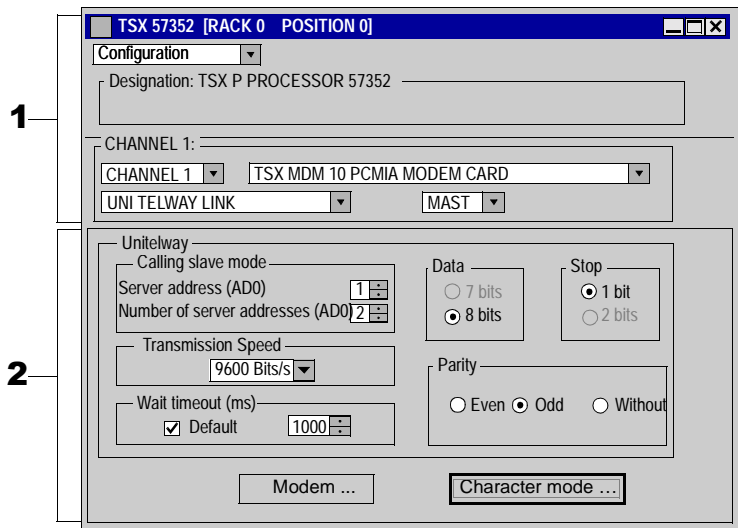 TSX 57352 [RACK 0 POSITION 0]
Configuration
Designation: TSX P PROCESSOR 57352
1
CHANNEL 1:
CHANNEL 1 TSX MDM 10 PCMIA MODEM CARD
UNI TELWAY LINK MAST
2
Unitelway
Calling slave mode
Server address (AD0) 1
Number of server addresses (AD0) 2
Data
7 bits
8 bits
Stop
1 bit
2 bits
Transmission Speed
9600 Bits/s
Wait timeout (ms)
Default 1000
Parity
Even Odd Without
Modem ... Character mode ...